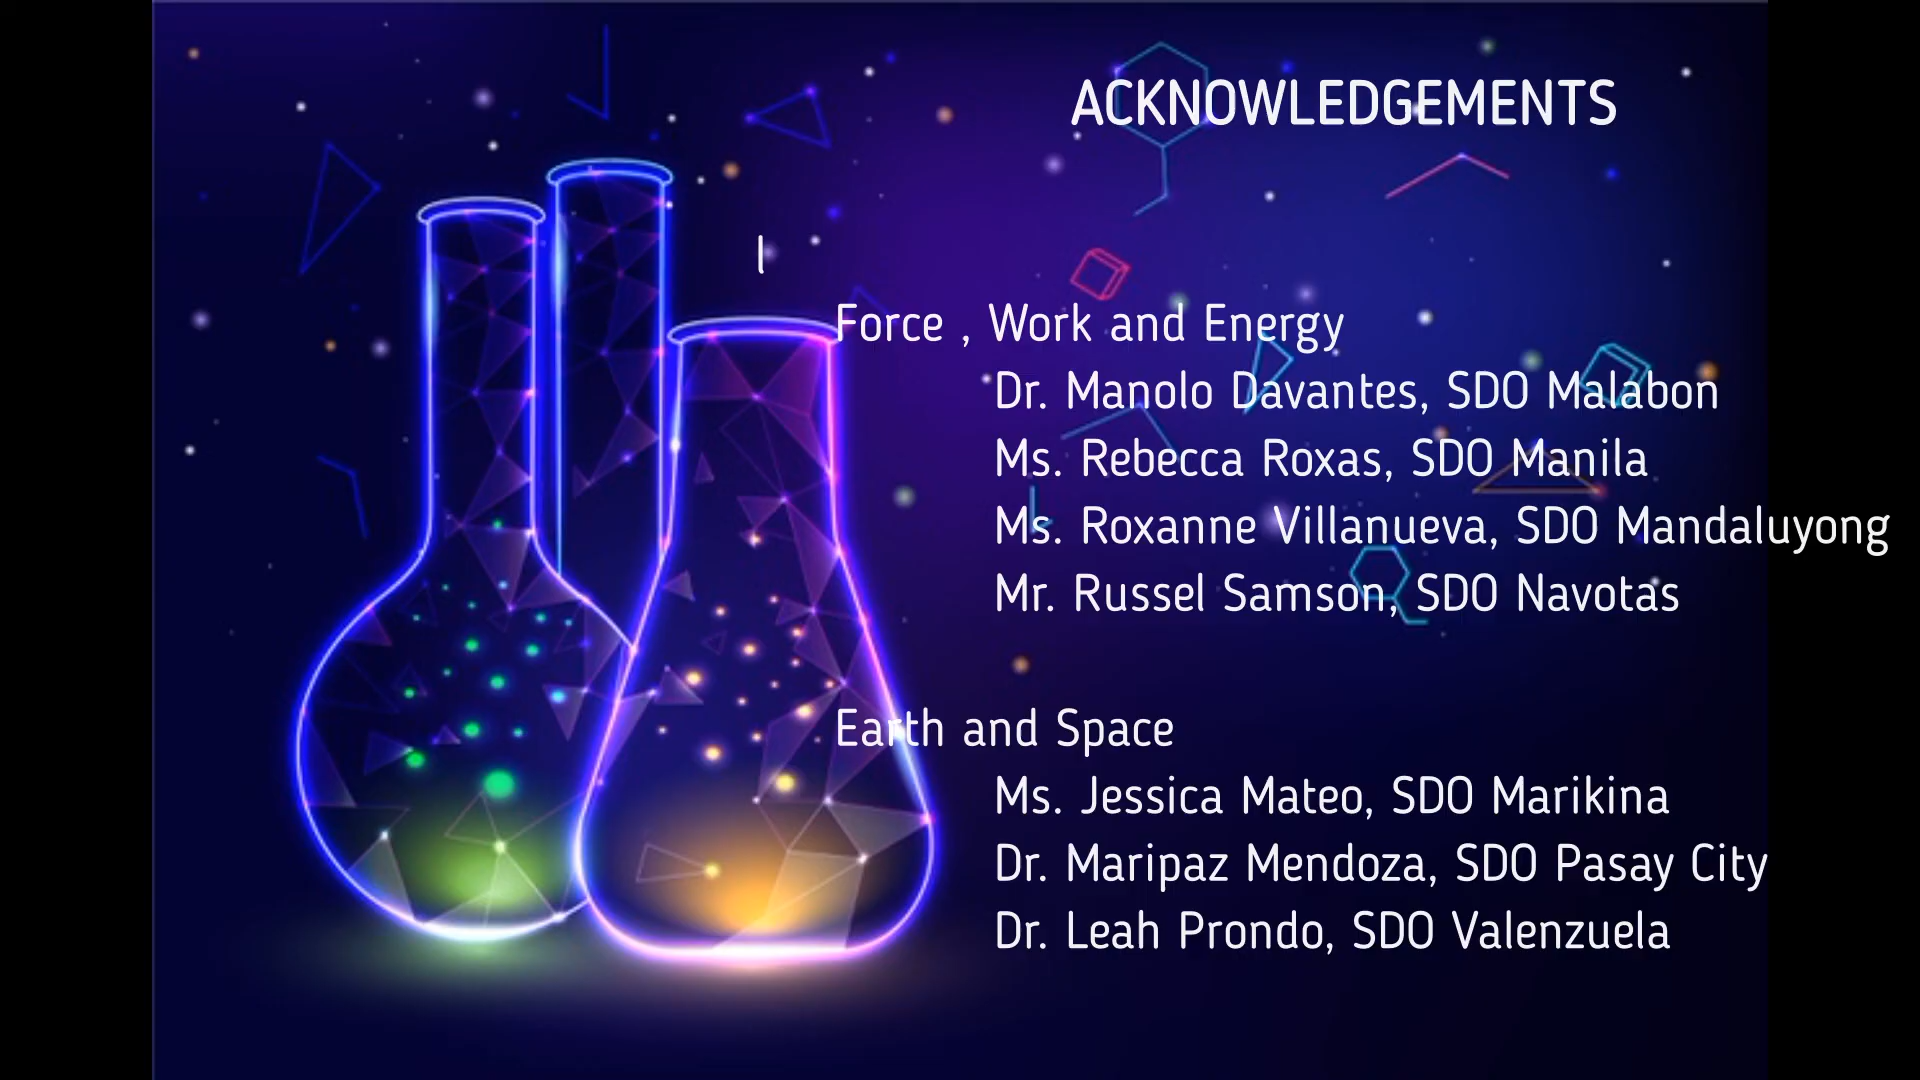 ACKNOWLEDGEMENTS
l
Force , Work and Energy
Dr. Manolo Davantes, SDO Malabon
Ms. Rebecca Roxas, SDO Manila
Ms. Roxanne Villanueva, SDO Mandaluyong
Mr. Russel Samson, SDO Navotas
Earth and Space
Ms. Jessica Mateo, SDO Marikina
Dr. Maripaz Mendoza, SDO Pasay City
Dr. Leah Prondo, SDO Valenzuela